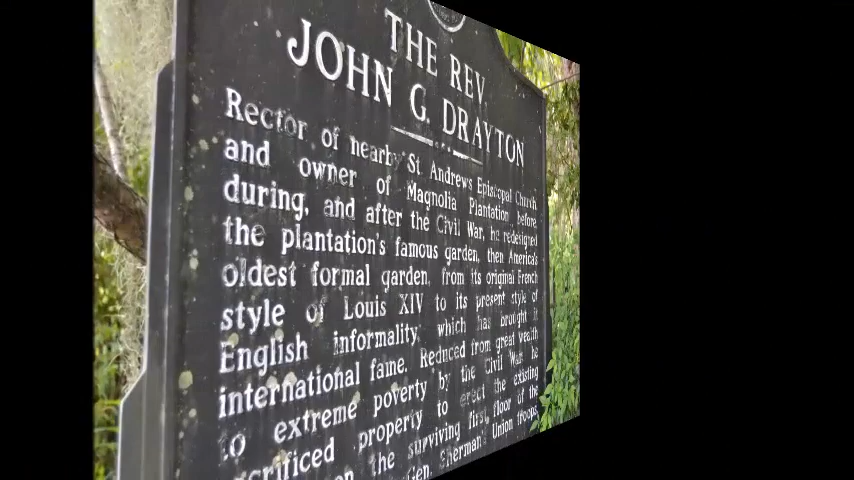 THE REV.
JOHN G. DRAYTON
Rector of nearby St. Andrews Episcopal Church
and owner of Magnolia Plantation before
during, and after the Civil War, he redesigned
the plantation's famous garden, then America's
oldest formal garden, from its original French
style of Louis XIV to its present style of
English informality, which has brought it
international fame. Reduced from great wealth
to extreme poverty by the Civil War he
sacrificed property to erect the existing
on the surviving first floor of the
Gen. Sherman's Union troops.